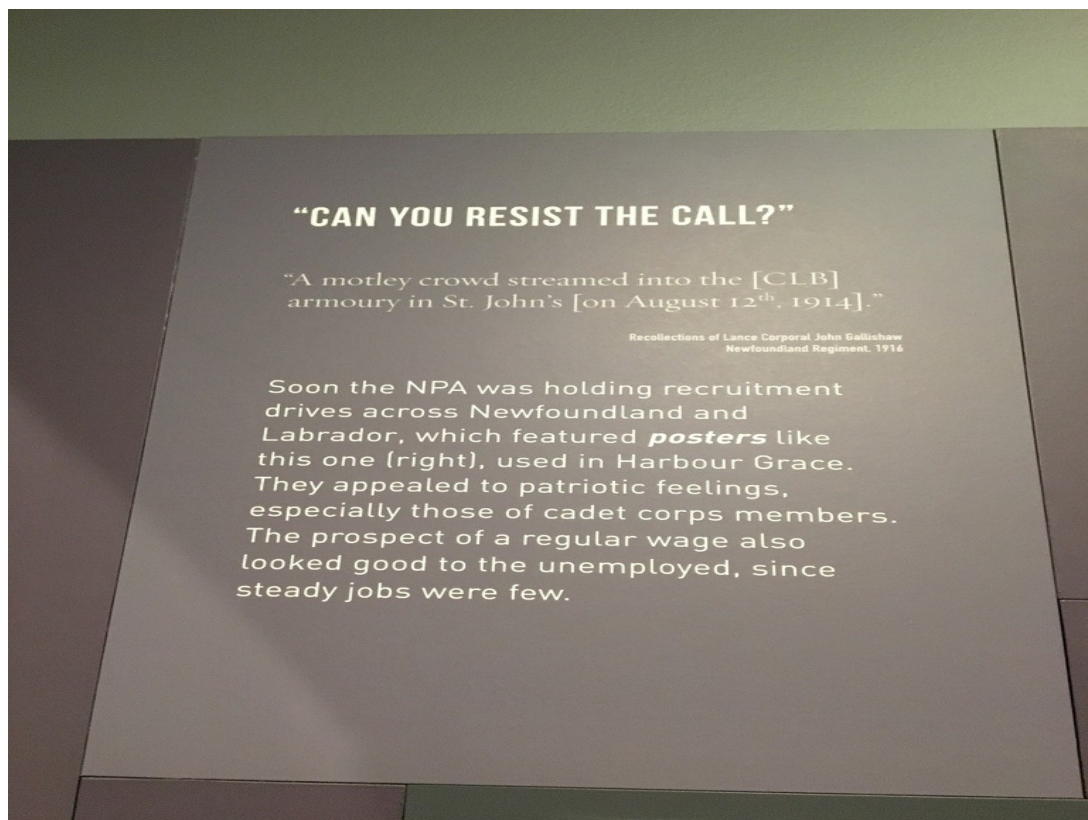 “CAN YOU RESIST THE CALL?”
“A motley crowd streamed into the [CLB]
armoury in St. John’s [on August 12th, 1914].”
Recollections of Lance Corporal John Gallishaw
Newfoundland Regiment, 1916
Soon the NPA was holding recruitment
drives across Newfoundland and
Labrador, which featured posters like
this one (right), used in Harbour Grace.
They appealed to patriotic feelings,
especially those of cadet corps members.
The prospect of a regular wage also
looked good to the unemployed, since
steady jobs were few.